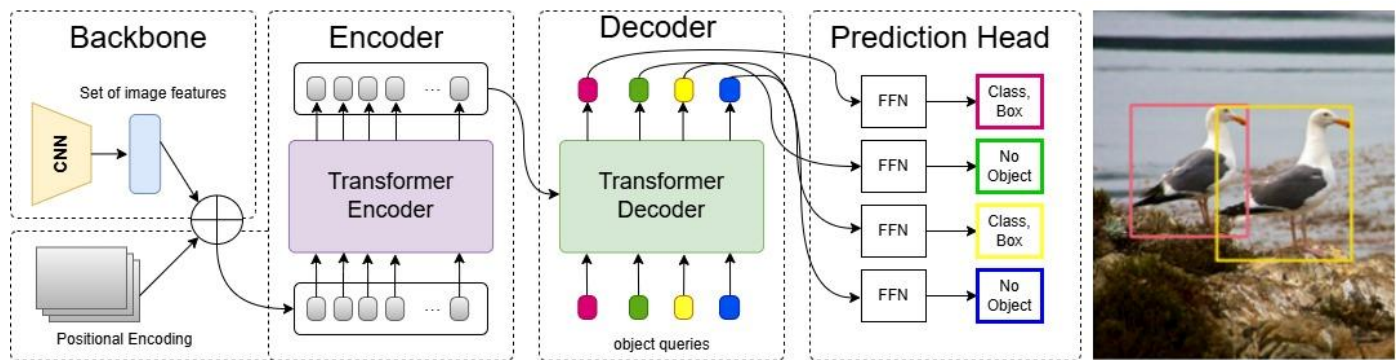 Backbone
Set of image features
CNN
Positional Encoding
Encoder
...
Transformer
Encoder
...
Decoder
Transformer
Decoder
object queries
Prediction Head
FFN
Class,
Box
FFN
No
Object
FFN
Class,
Box
FFN
No
Object